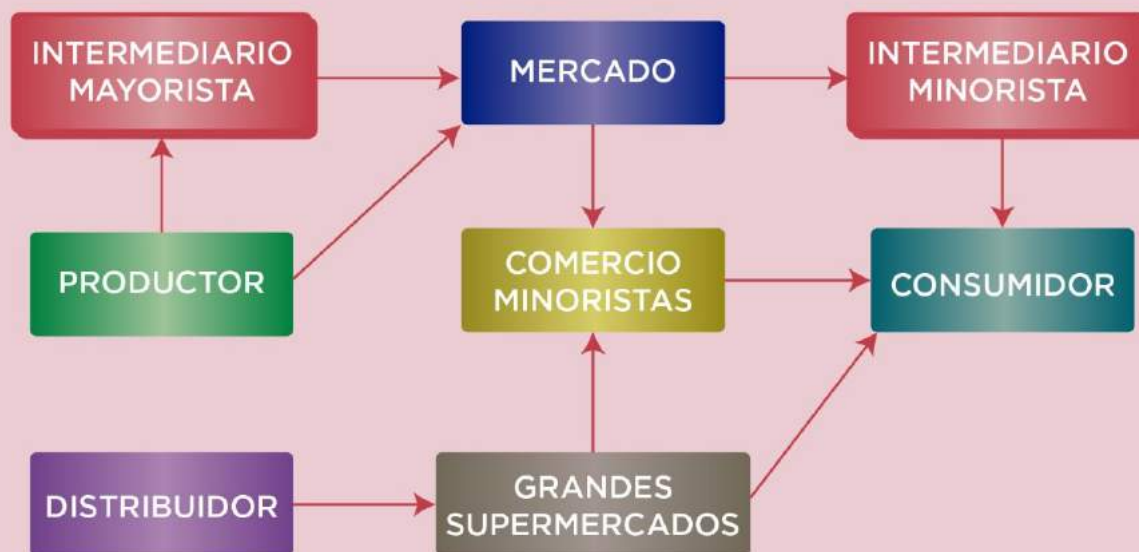 INTERMEDIARIO
MAYORISTA
MERCADO
INTERMEDIARIO
MINORISTA
PRODUCTOR
COMERCIO
MINORISTAS
CONSUMIDOR
DISTRIBUIDOR
GRANDES
SUPERMERCADOS